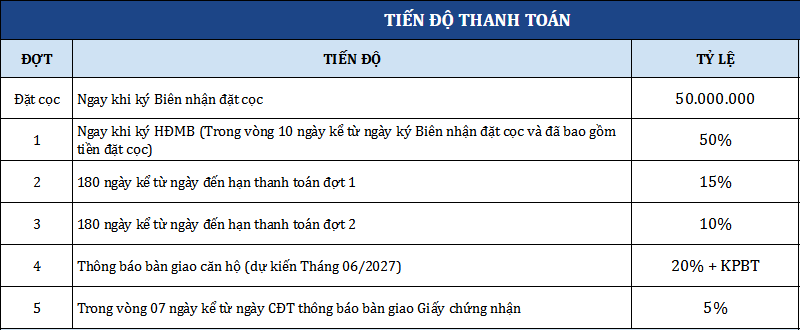 TIẾN ĐỘ THANH TOÁN
ĐỢT TIẾN ĐỘ TỶ LỆ
Đặt cọc Ngay khi ký Biên nhận đặt cọc 50.000.000
1 Ngay khi ký HĐMB (Trong vòng 10 ngày kể từ ngày ký Biên nhận đặt cọc và đã bao gồm
tiền đặt cọc) 50%
2 180 ngày kể từ ngày đến hạn thanh toán đợt 1 15%
3 180 ngày kể từ ngày đến hạn thanh toán đợt 2 10%
4 Thông báo bàn giao căn hộ (dự kiến Tháng 06/2027) 20% + KPBT
5 Trong vòng 07 ngày kể từ ngày CĐT thông báo bàn giao Giấy chứng nhận 5%